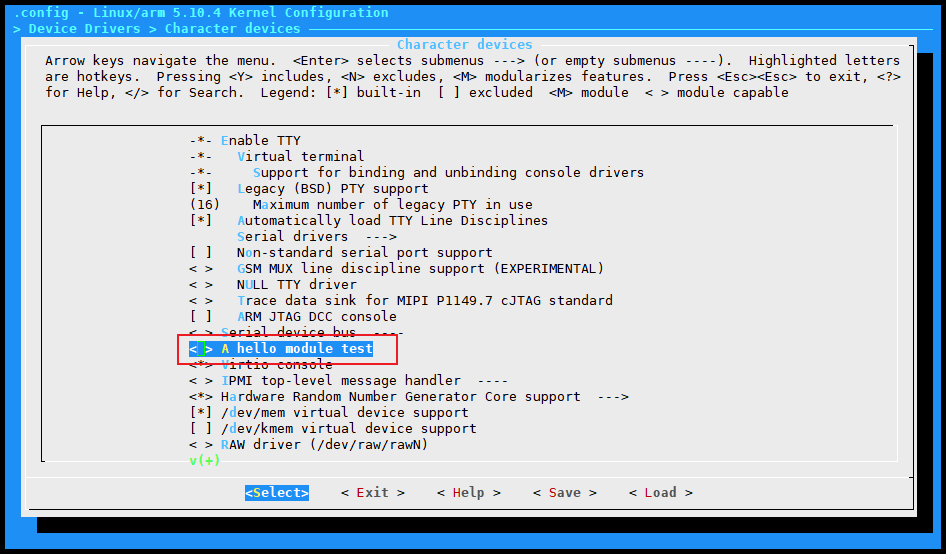 .config - Linux/arm 5.10.4 Kernel Configuration
> Device Drivers > Character devices
Character devices
Arrow keys navigate the menu.  <Enter> selects submenus ---> (or empty submenus ----).  Highlighted letters
are hotkeys.  Pressing <Y> includes, <N> excludes, <M> modularizes features.  Press <Esc><Esc> to exit, <?>
for Help, </> for Search.  Legend: [*] built-in  [ ] excluded  <M> module  < > module capable
-*- Enable TTY
-*-   Virtual terminal
-*-     Support for binding and unbinding console drivers
[*]   Legacy (BSD) PTY support
(16)    Maximum number of legacy PTY in use
[*]   Automatically load TTY Line Disciplines
      Serial drivers  --->
[ ]   Non-standard serial port support
< >   GSM MUX line discipline support (EXPERIMENTAL)
< >   NULL TTY driver
< >   Trace data sink for MIPI P1149.7 cJTAG standard
[ ]   ARM JTAG DCC console
< > Serial device bus  ----
< > A hello module test
<*> Virtio console
< > IPMI top-level message handler  ----
<*> Hardware Random Number Generator Core support  --->
[*] /dev/mem virtual device support
[ ] /dev/kmem virtual device support
< > RAW driver (/dev/raw/rawN)
v(+)
<Select>    < Exit >    < Help >    < Save >    < Load >